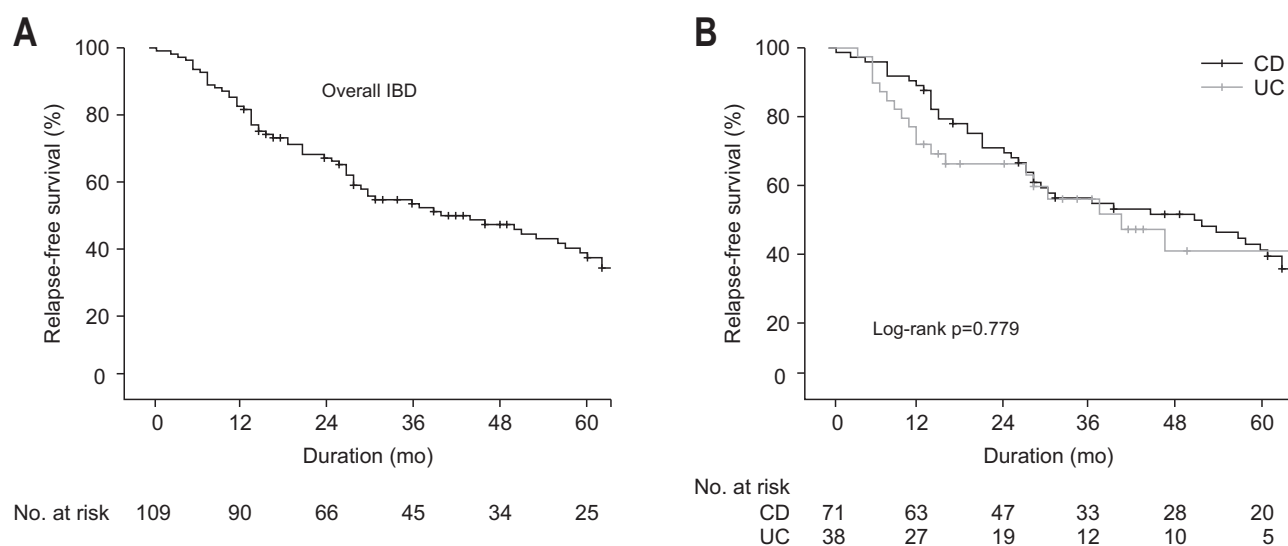 A
100
80
60
40
20
0
Relapse-free survival (%)
Overall IBD
0 12 24 36 48 60
Duration (mo)
No. at risk 109 90 66 45 34 25
B
100
80
60
40
20
0
Relapse-free survival (%)
CD
UC
Log-rank p=0.779
0 12 24 36 48 60
Duration (mo)
No. at risk
CD 71 63 47 33 28 20
UC 38 27 19 12 10 5